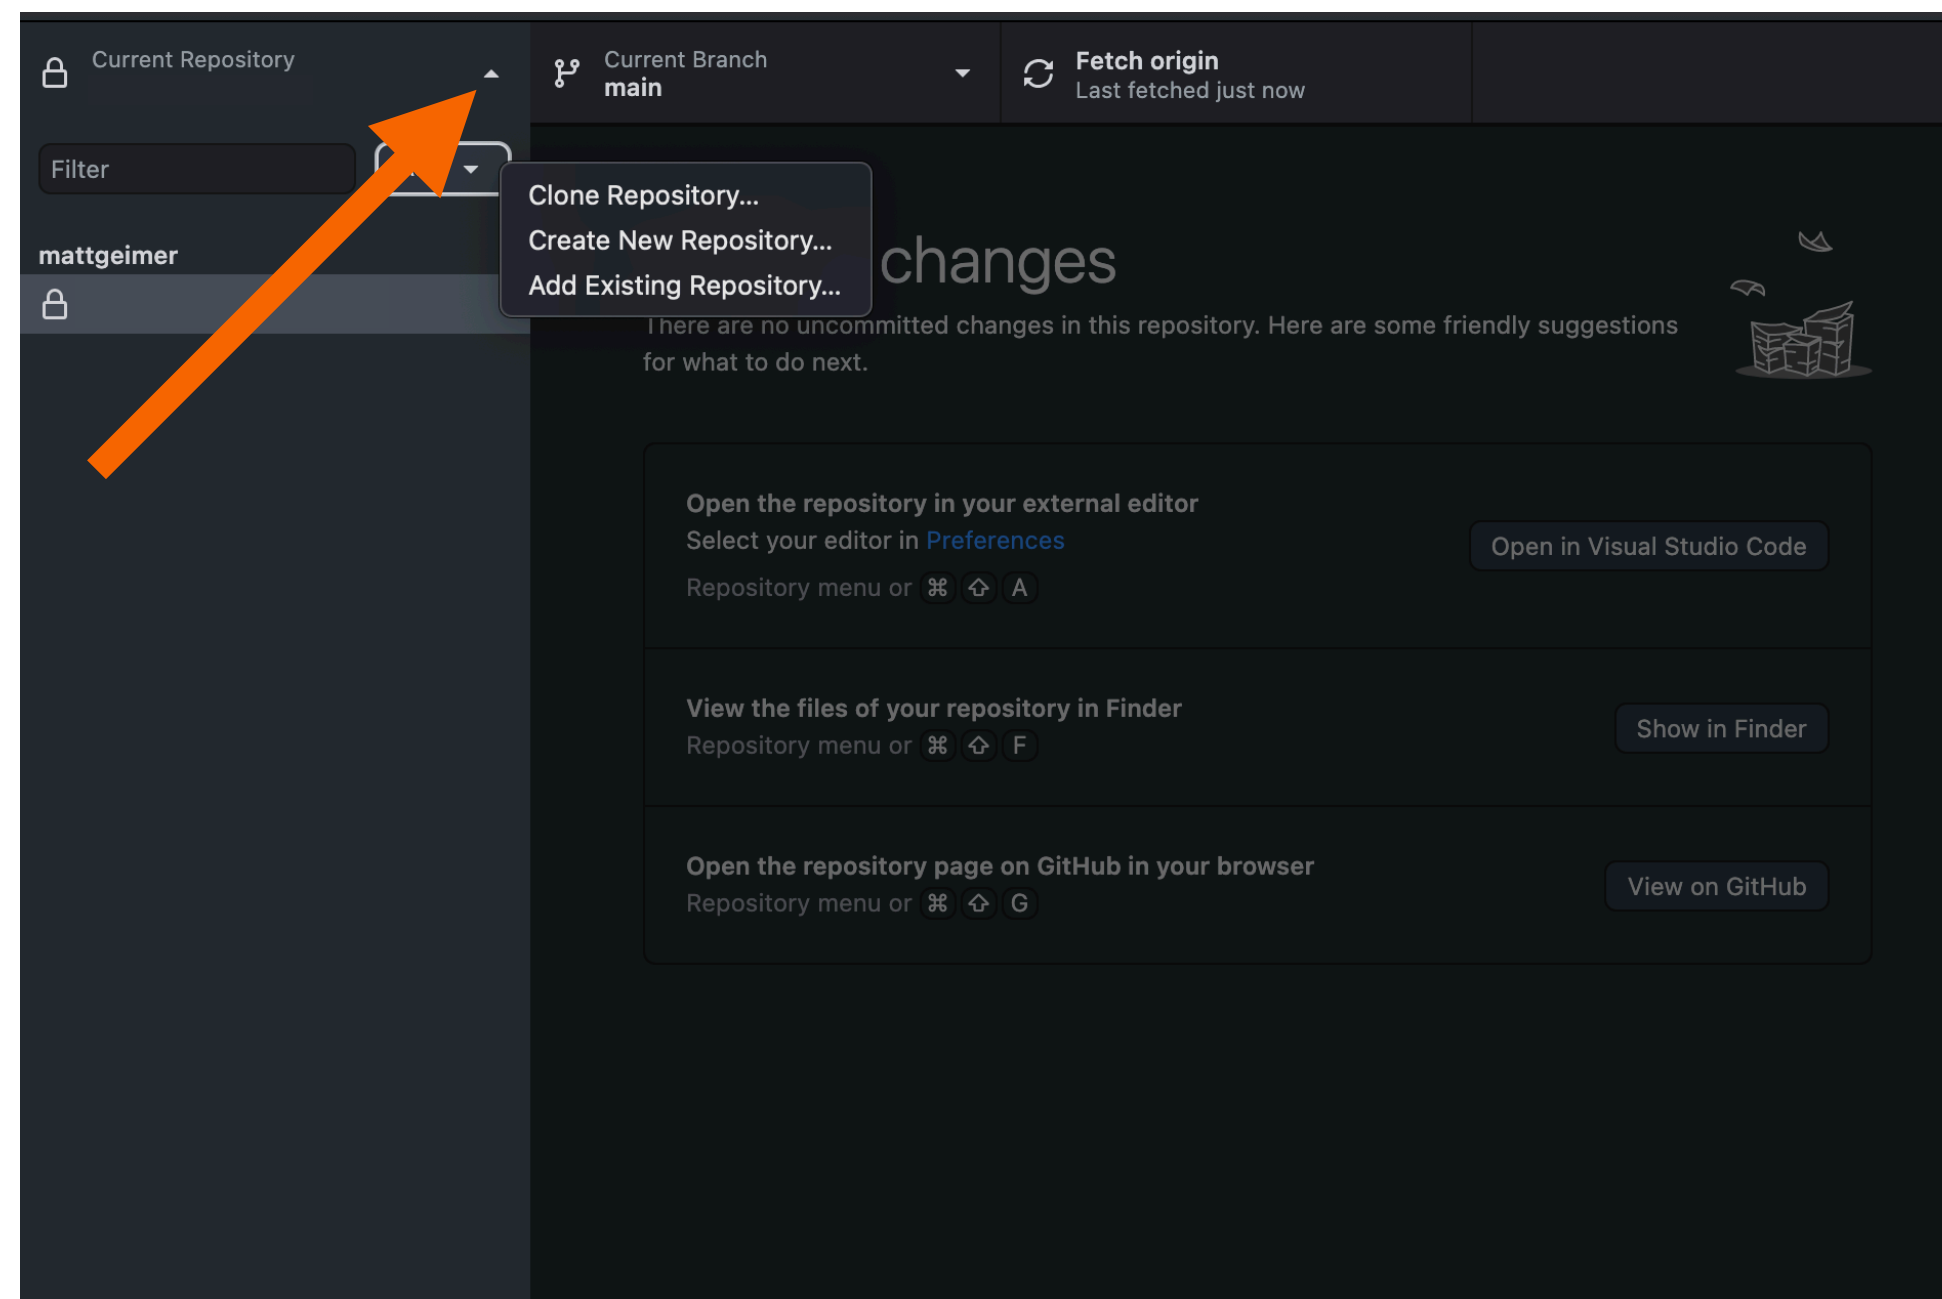 Current Repository
Current Branch
main
Fetch origin
Last fetched just now
Filter
Clone Repository...
Create New Repository...
Add Existing Repository...
mattgeimer
changes
There are no uncommitted changes in this repository. Here are some friendly suggestions
for what to do next.
Open the repository in your external editor
Select your editor in Preferences
Repository menu or ⌘ ⇧ A
Open in Visual Studio Code
View the files of your repository in Finder
Repository menu or ⌘ ⇧ F
Show in Finder
Open the repository page on GitHub in your browser
Repository menu or ⌘ ⇧ G
View on GitHub